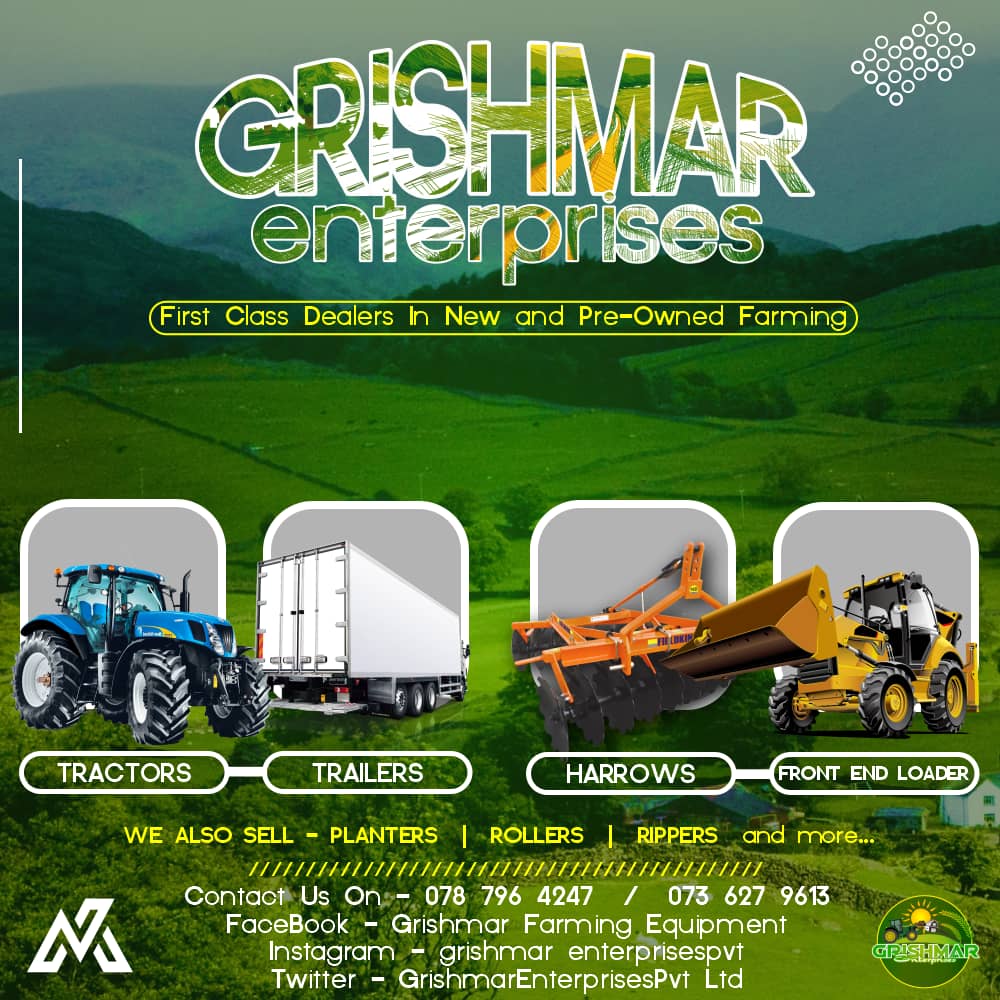 GRISHMAR
enterprises
First Class Dealers In New and Pre-Owned Farming
FIELDKING
TRACTORS
TRAILERS
HARROWS
FRONT END LOADER
WE ALSO SELL - PLANTERS | ROLLERS | RIPPERS and more...
Contact Us On - 078 796 4247 / 073 627 9613
FaceBook - Grishmar Farming Equipment
Instagram - grishmar enterprisespvt
Twitter - GrishmarEnterprisesPvt Ltd
GRISHMAR
enterprises